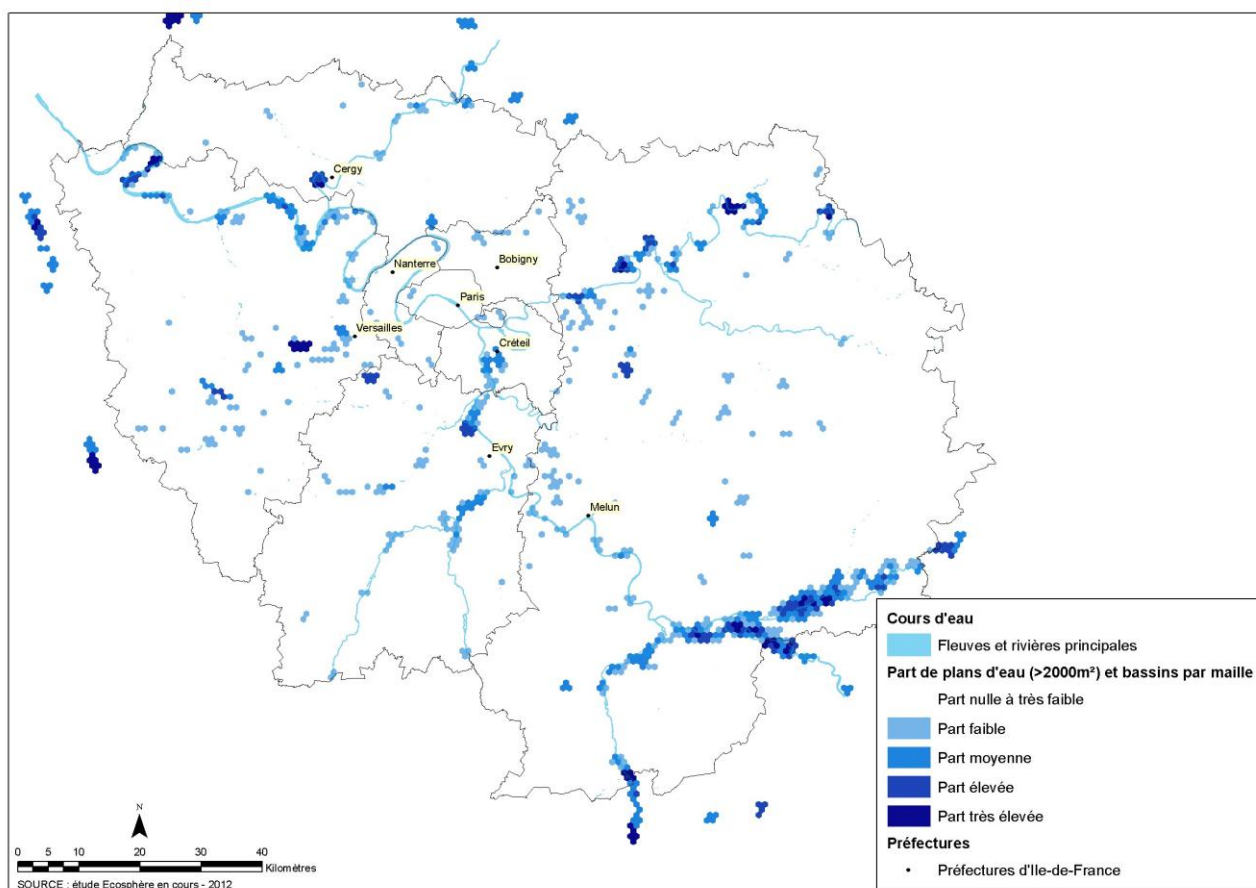 Cergy
Nanterre
Bobigny
Paris
Versailles
Créteil
Evry
Melun
Cours d'eau
Fleuves et rivières principales
Part de plans d'eau (>2000m²) et bassins par maille
Part nulle à très faible
Part faible
Part moyenne
Part élevée
Part très élevée
Préfectures
Préfectures d'Ile-de-France
N
0 5 10 20 30 40
Kilomètres
SOURCE : étude Ecosphère en cours - 2012